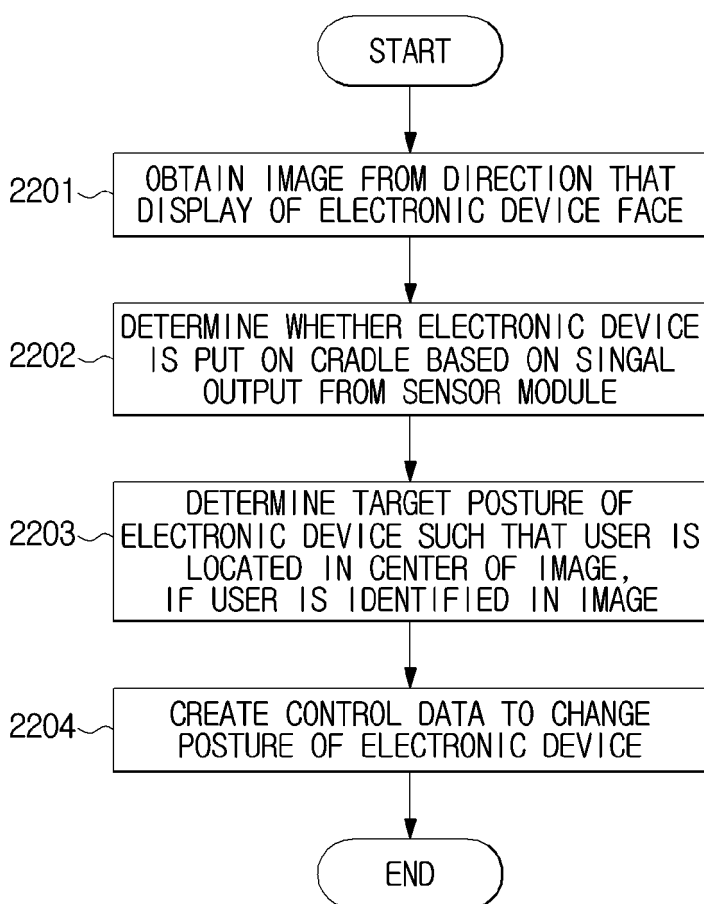 START
2201
OBTAIN IMAGE FROM DIRECTION THAT
DISPLAY OF ELECTRONIC DEVICE FACE
2202
DETERMINE WHETHER ELECTRONIC DEVICE
IS PUT ON CRADLE BASED ON SINGAL
OUTPUT FROM SENSOR MODULE
2203
DETERMINE TARGET POSTURE OF
ELECTRONIC DEVICE SUCH THAT USER IS
LOCATED IN CENTER OF IMAGE,
IF USER IS IDENTIFIED IN IMAGE
2204
CREATE CONTROL DATA TO CHANGE
POSTURE OF ELECTRONIC DEVICE
END